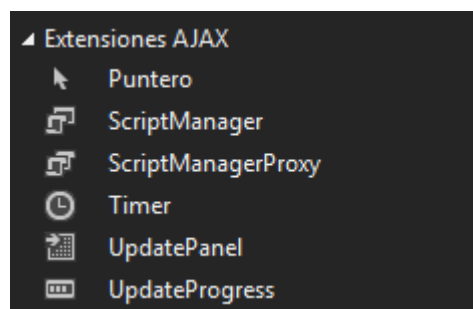 Extensiones AJAX
Puntero
ScriptManager
ScriptManagerProxy
Timer
UpdatePanel
UpdateProgress